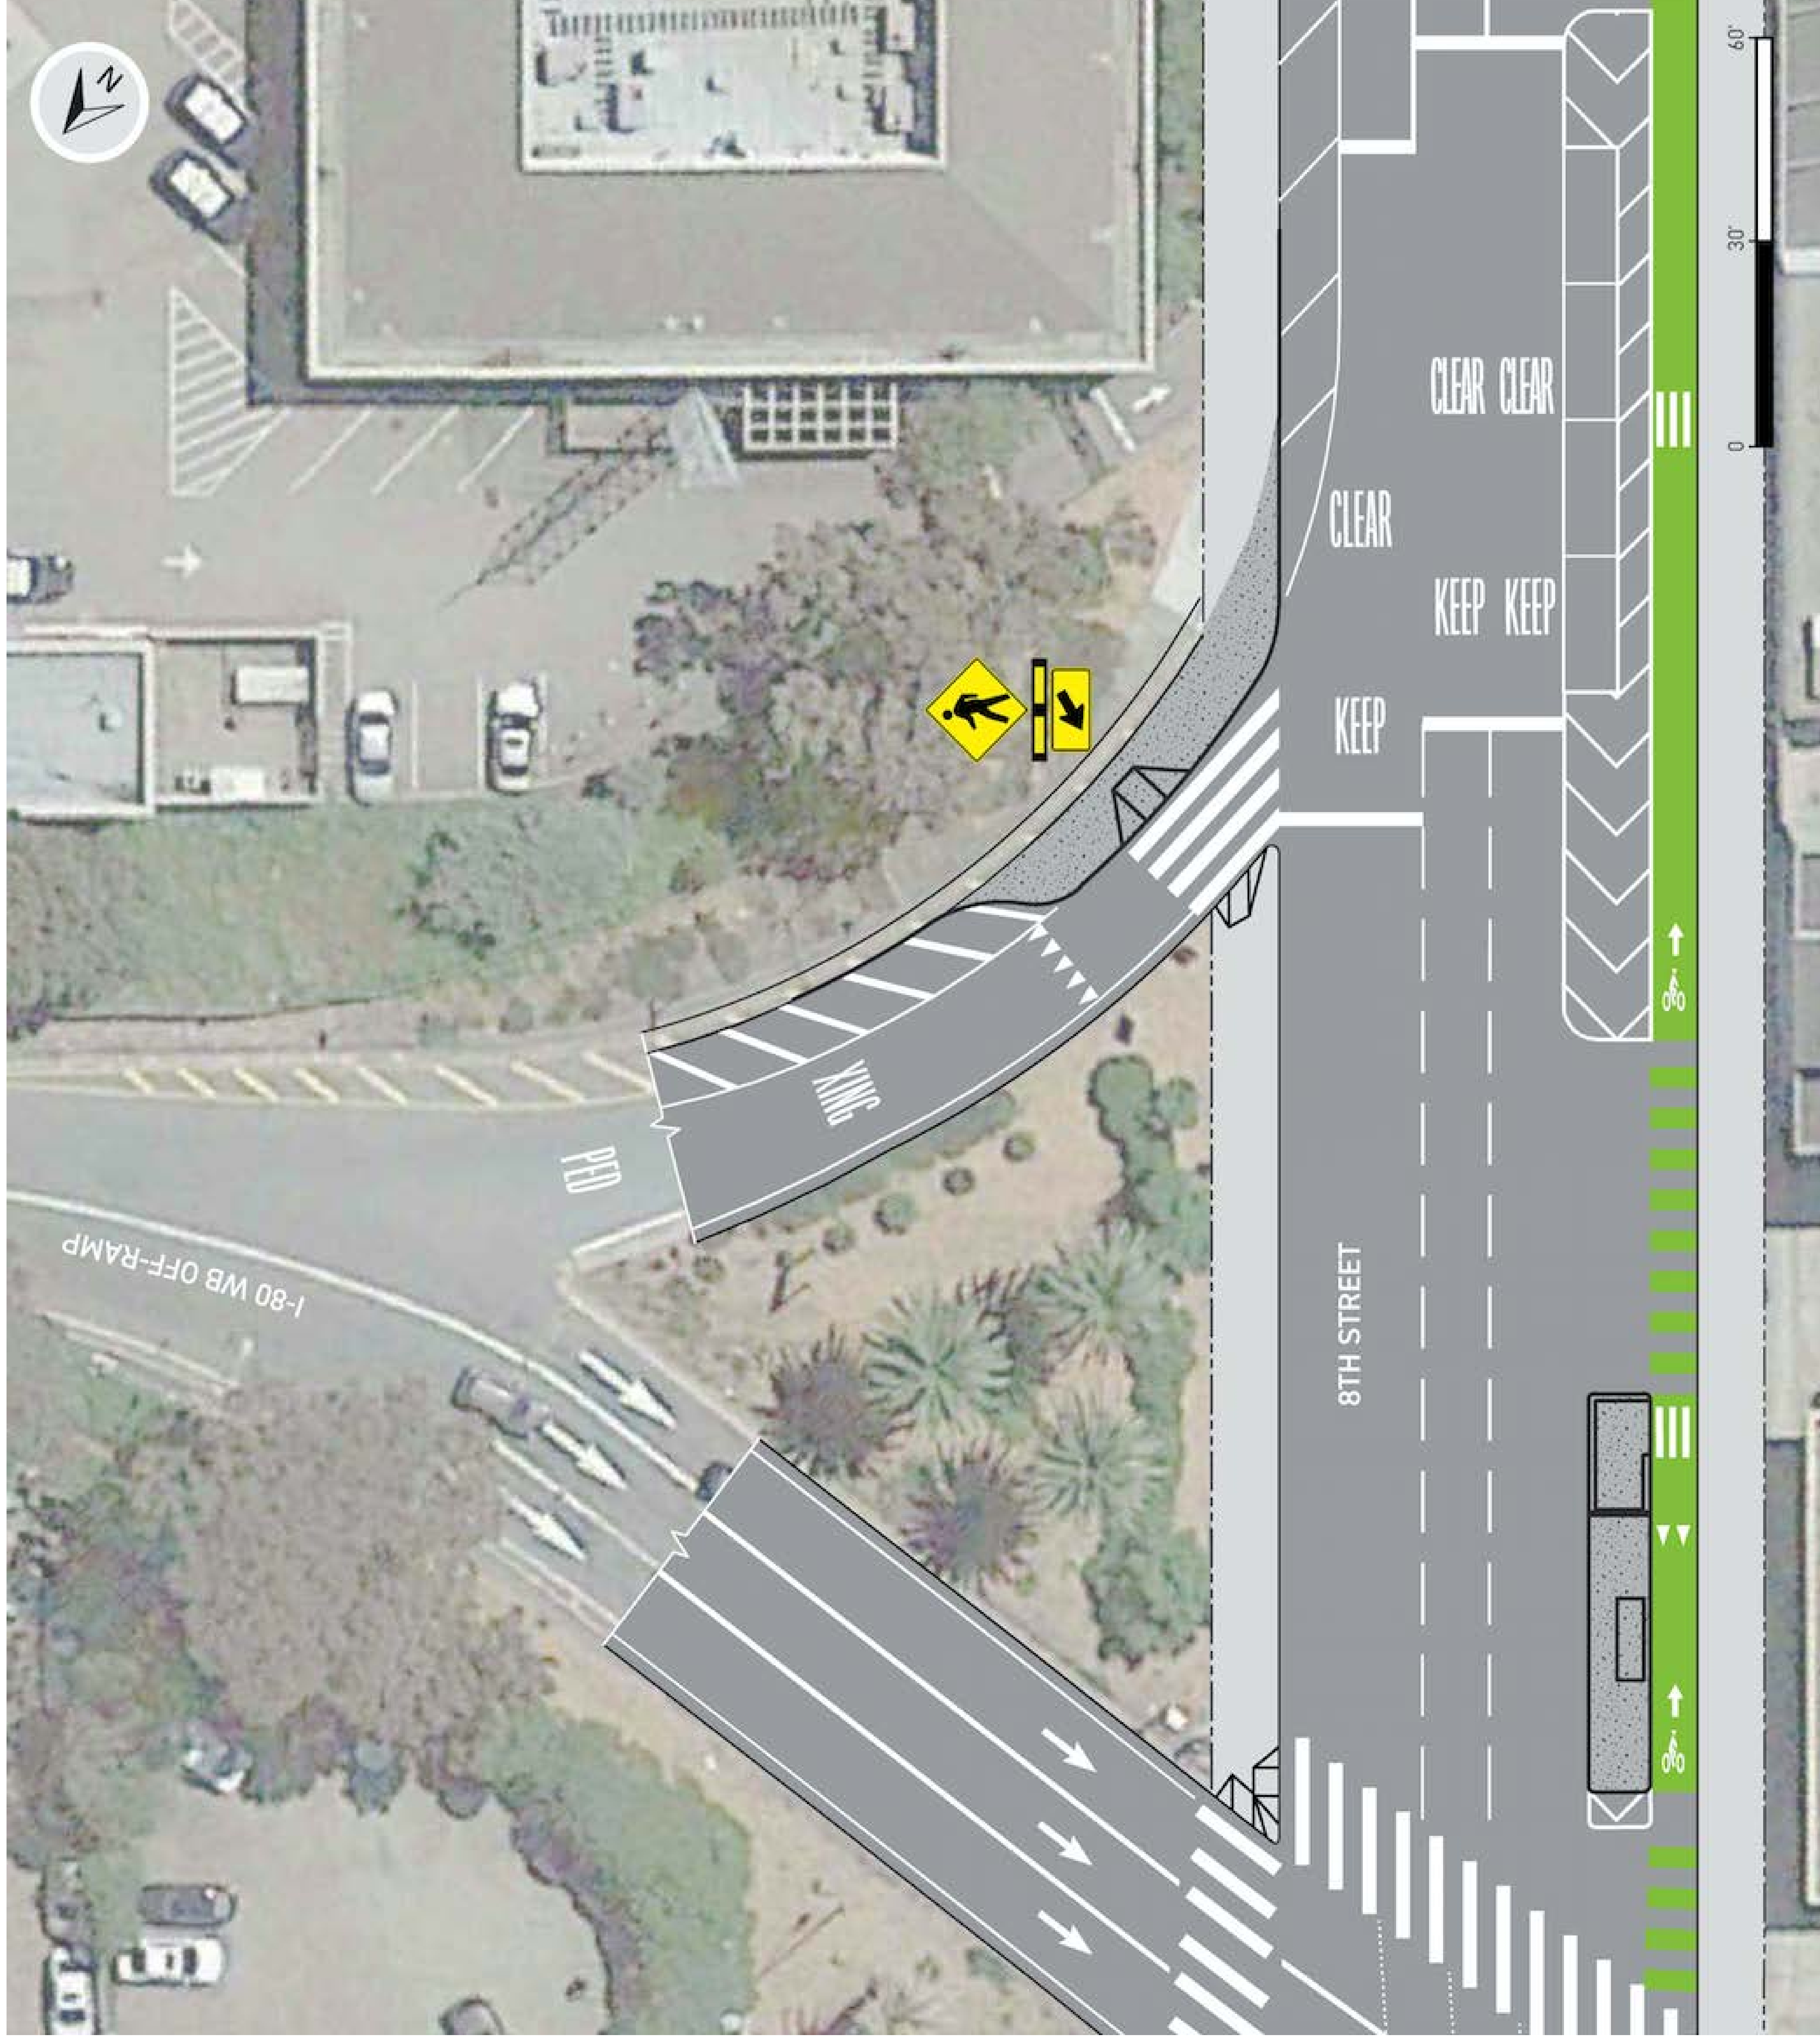 N
60'
30'
0
CLEAR CLEAR
CLEAR
KEEP KEEP
KEEP
XING
PED
I-80 WB OFF-RAMP
8TH STREET